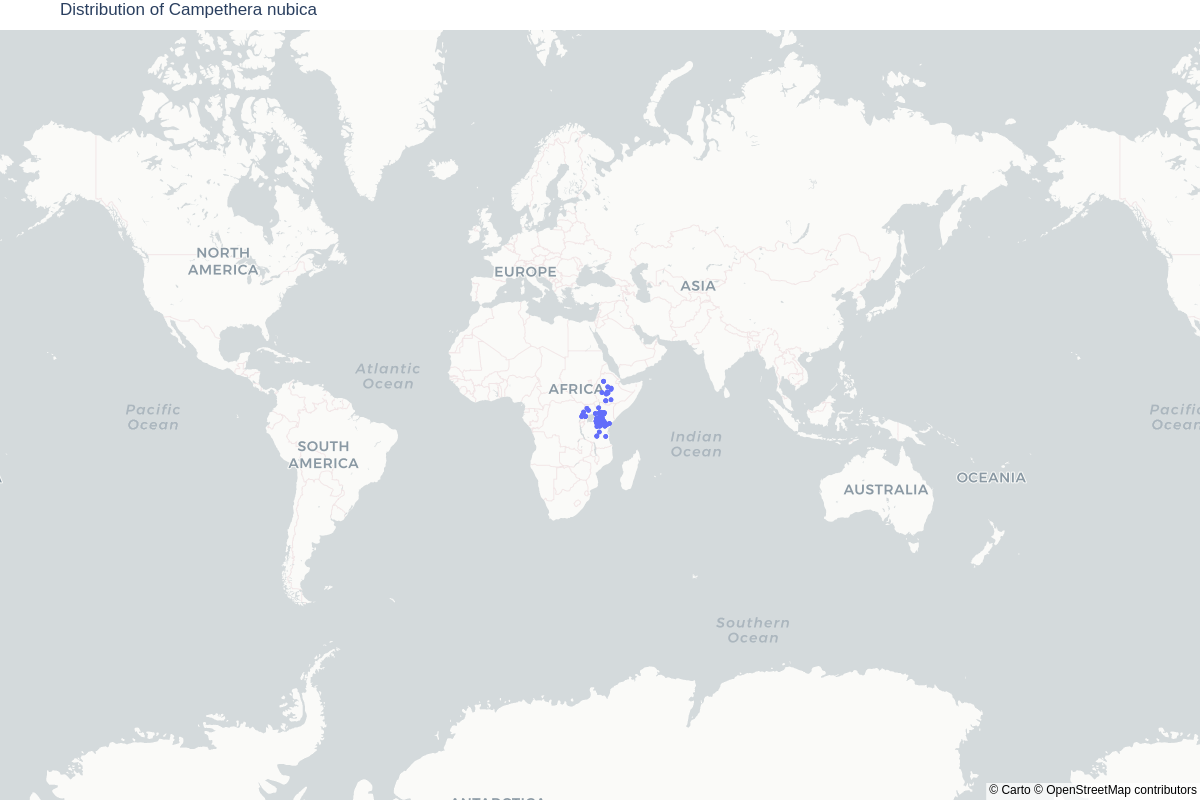 Distribution of Campethera nubica
NORTH
AMERICA
EUROPE
ASIA
Atlantic
Ocean
AFRICA
Pacific
Ocean
Pacific
Ocean
Indian
Ocean
SOUTH
AMERICA
OCEANIA
AUSTRALIA
Southern
Ocean
ANTARCTICA
© Carto © OpenStreetMap contributors